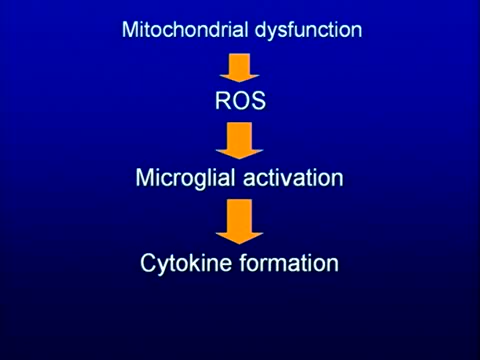 Mitochondrial dysfunction
ROS
Microglial activation
Cytokine formation